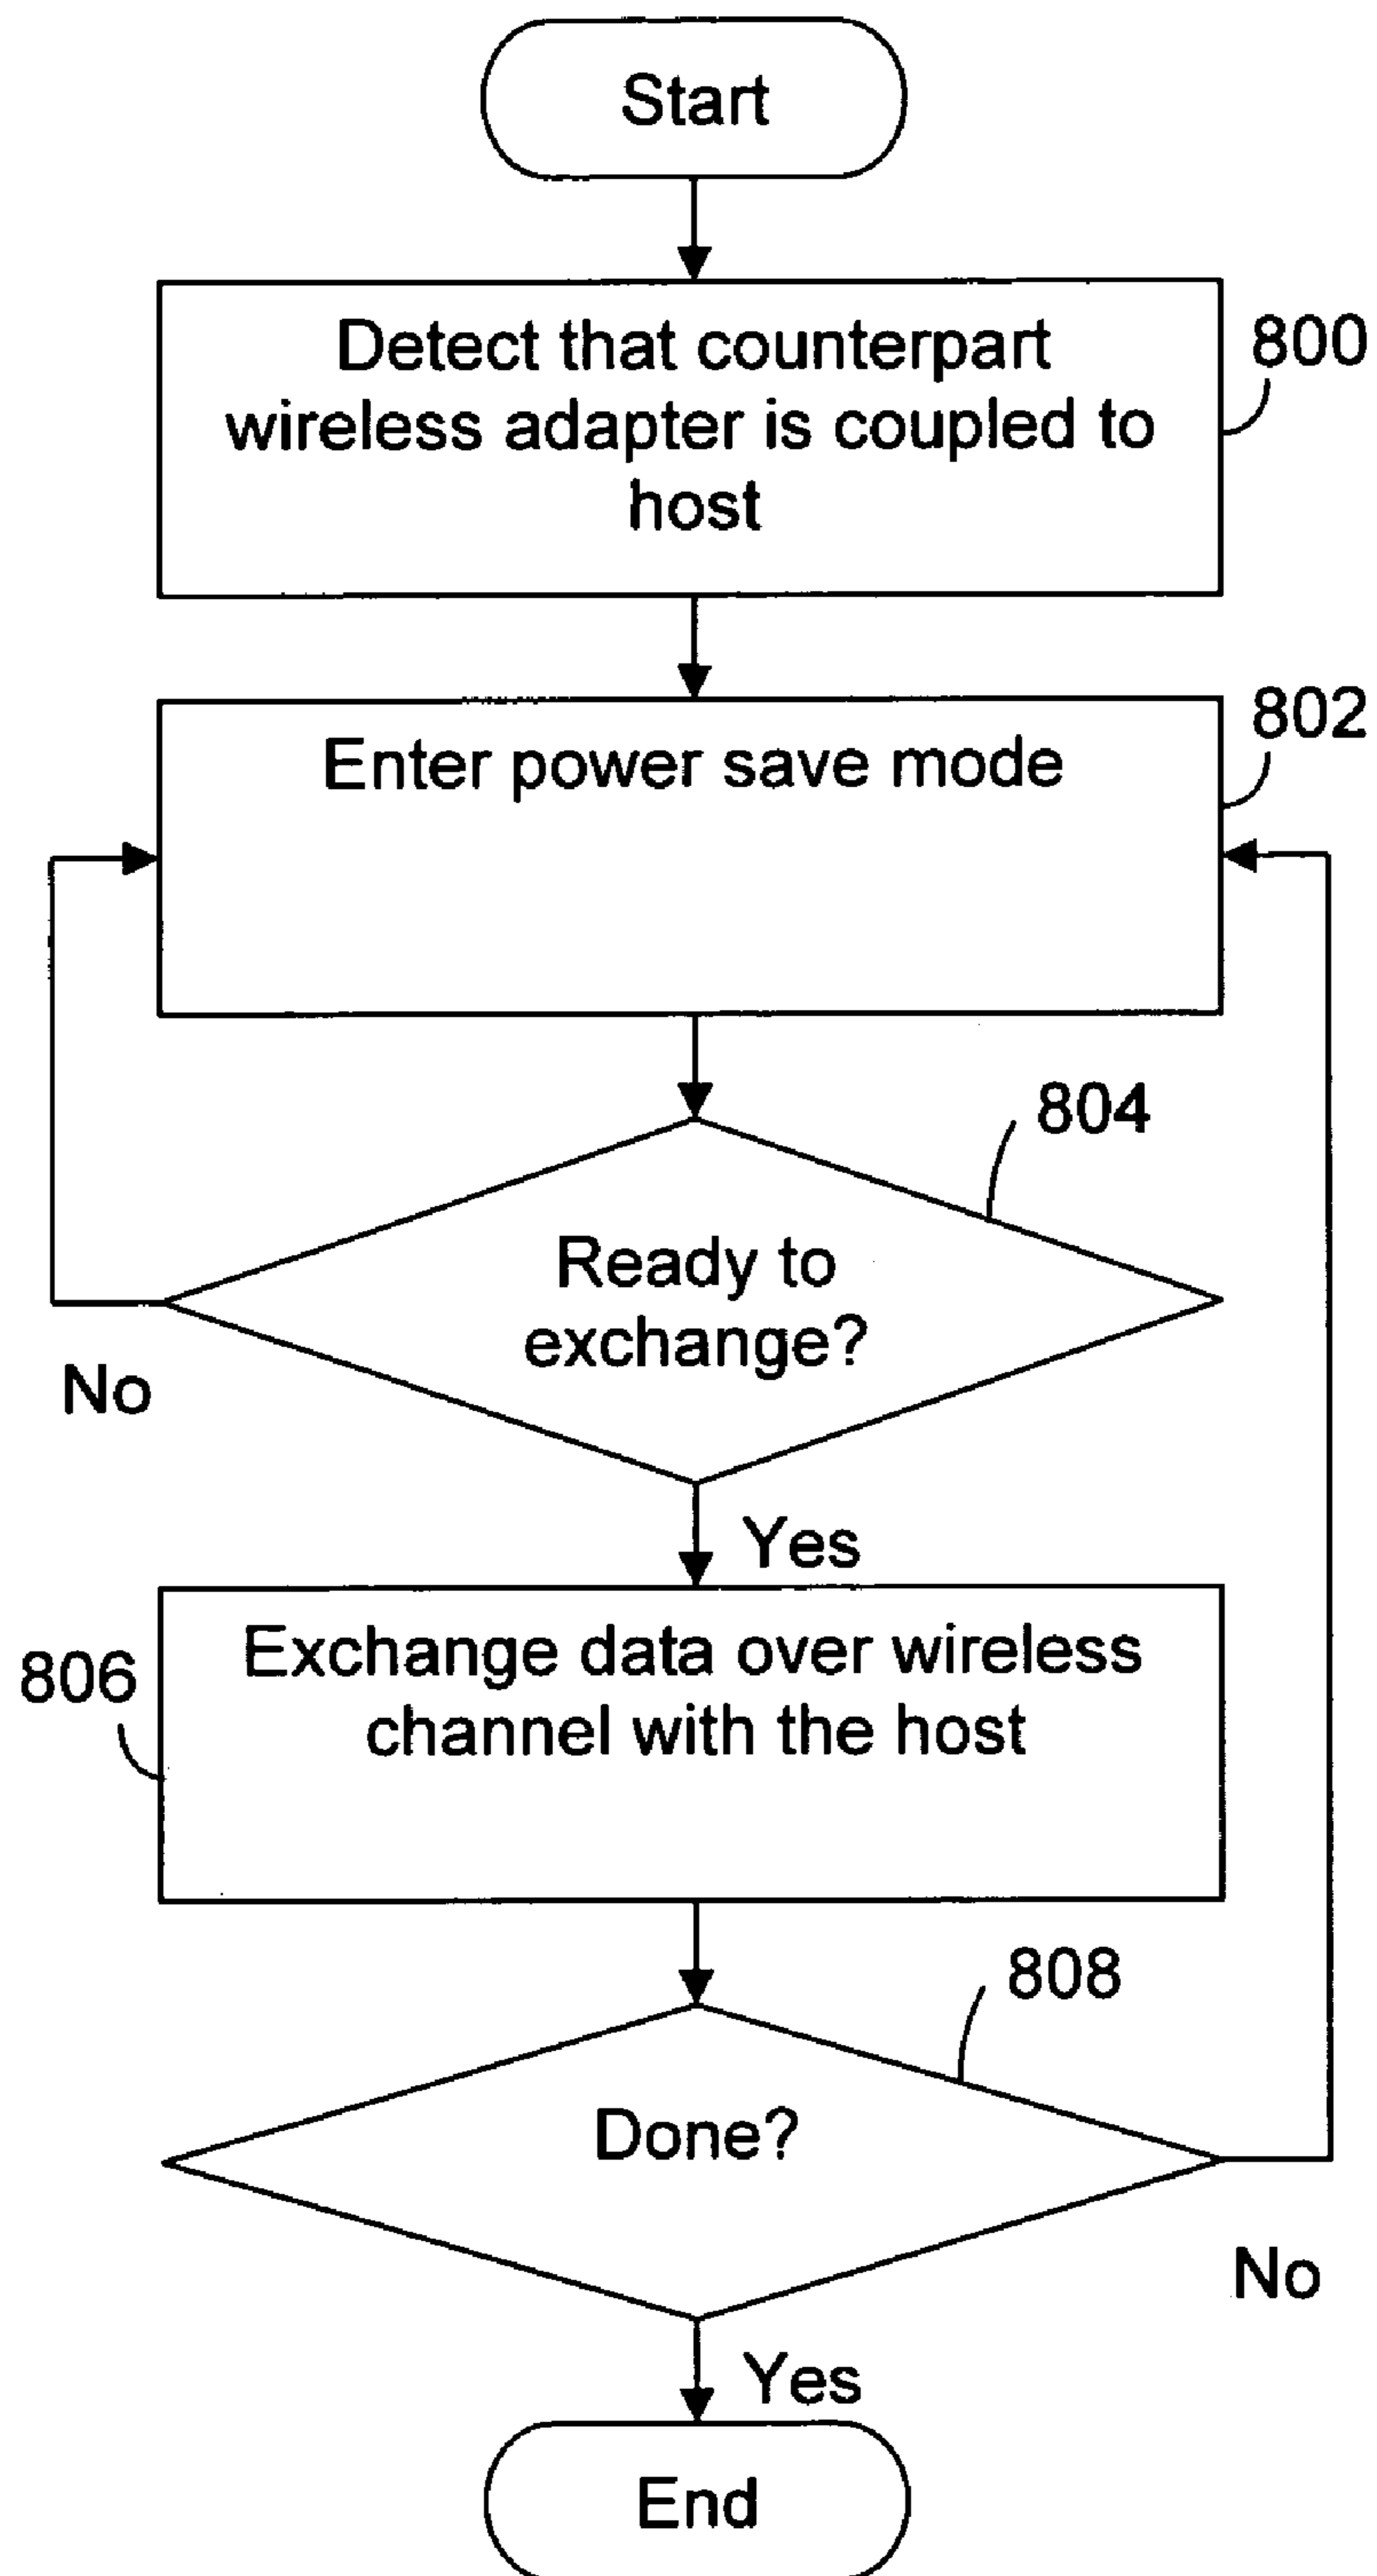 Start
Detect that counterpart
wireless adapter is coupled to
host
800
Enter power save mode
802
804
Ready to
exchange?
No
Yes
Exchange data over wireless
channel with the host
806
808
Done?
No
Yes
End